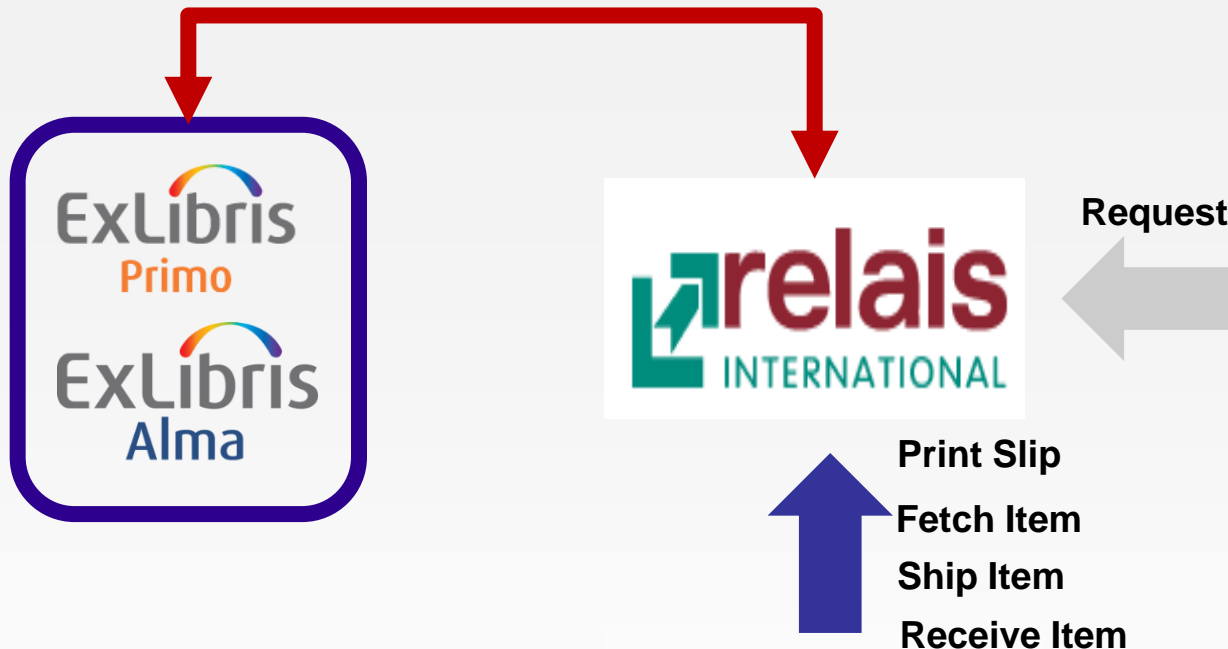 ExLibris
Primo
ExLibris
Alma
relais
INTERNATIONAL
Request
Print Slip
Fetch Item
Ship Item
Receive Item